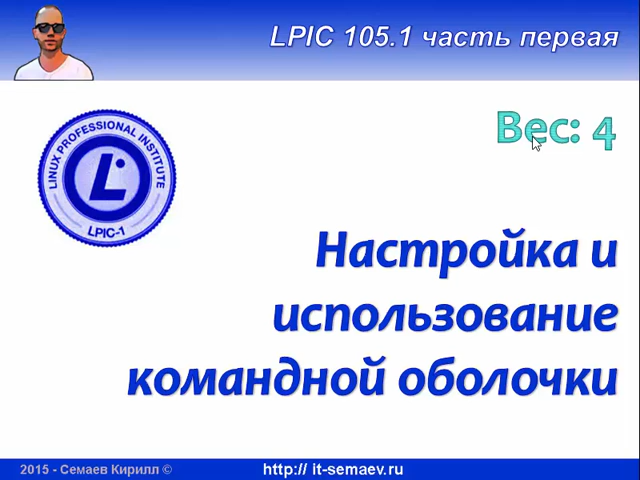 LPIC 105.1 часть первая
Вес: 4
LINUX PROFESSIONAL INSTITUTE
L
LPIC-1
Настройка и
использование
командной оболочки
2015 - Семаев Кирилл ©
http:// it-semaev.ru